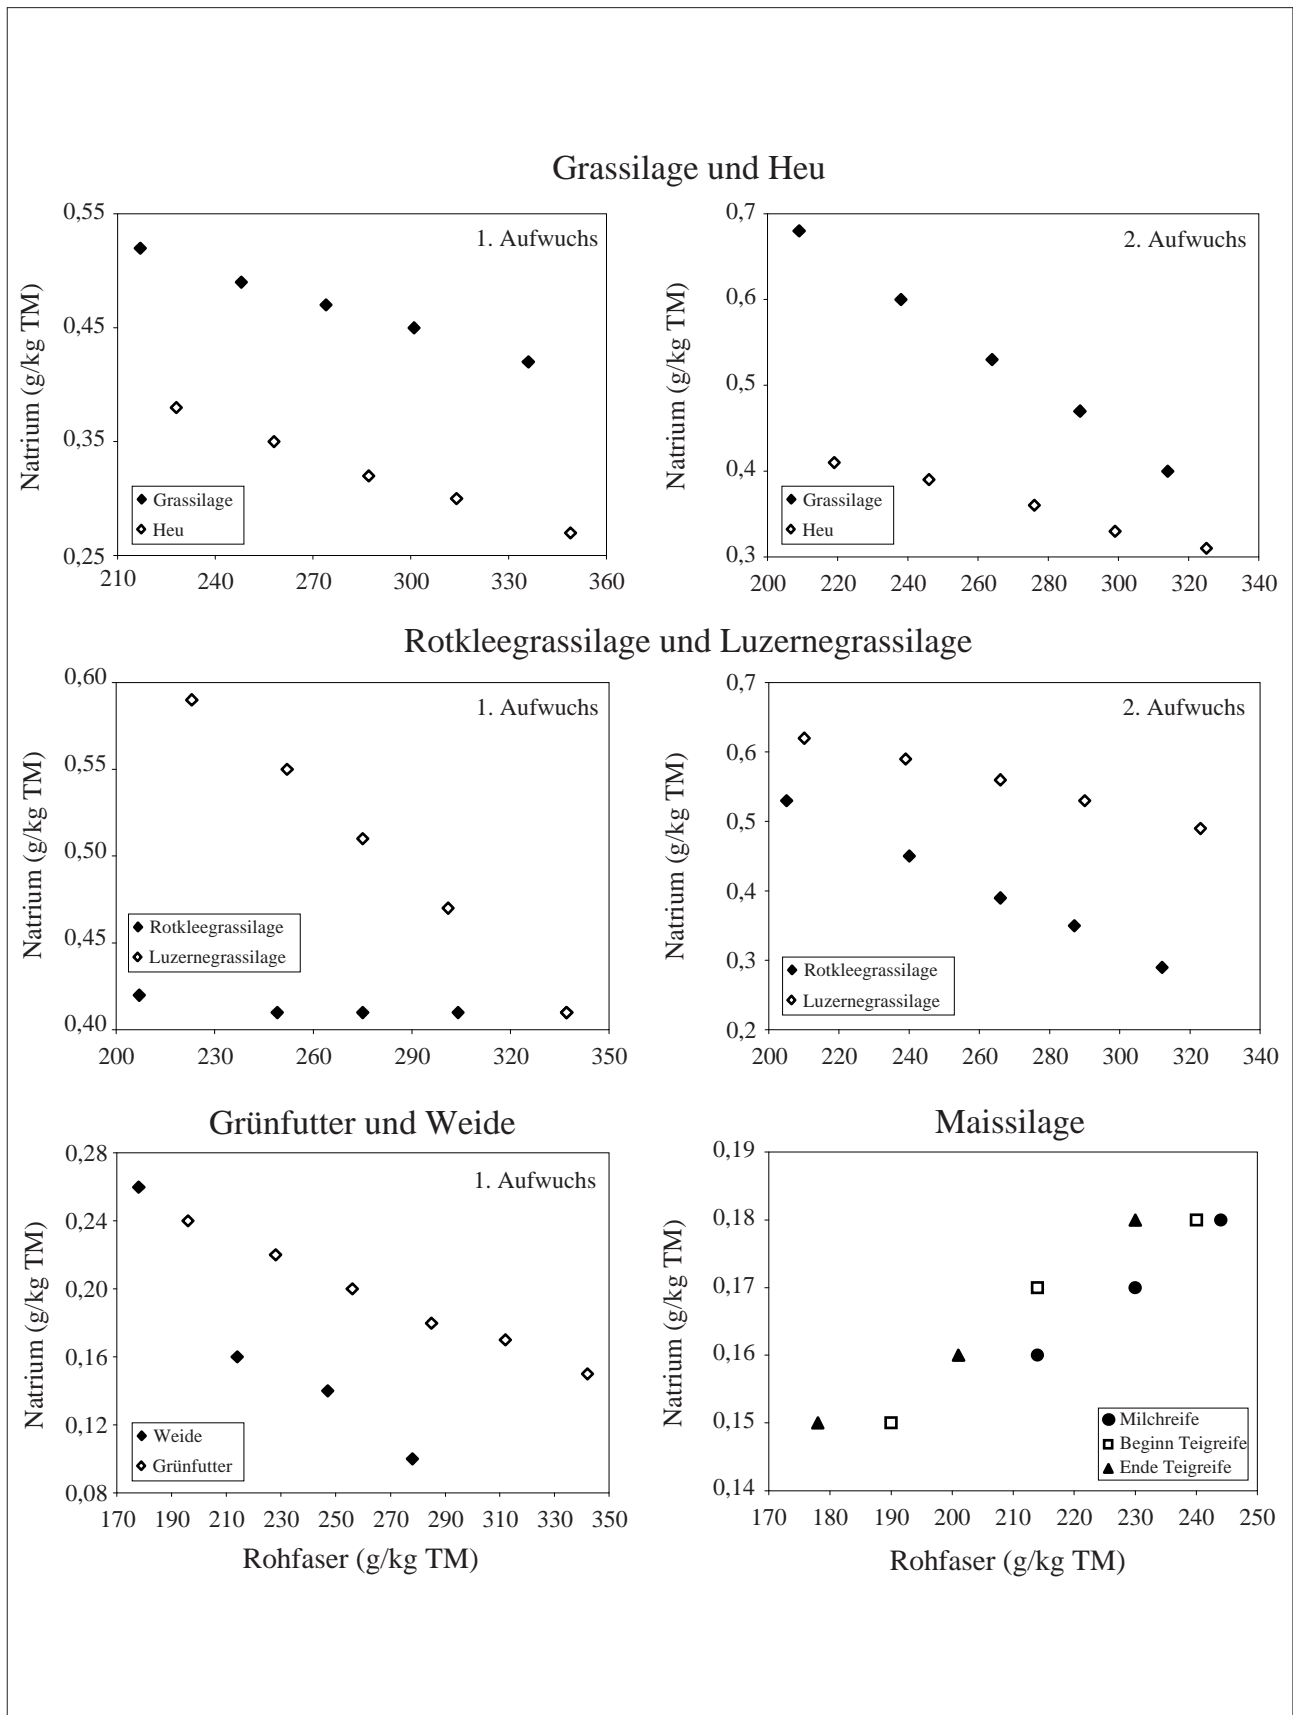 Grassilage und Heu
1. Aufwuchs
Natrium (g/kg TM)
0,55
0,45
0,35
0,25
210 240 270 300 330 360
Grassilage
Heu
2. Aufwuchs
Natrium (g/kg TM)
0,7
0,6
0,5
0,4
0,3
200 220 240 260 280 300 320 340
Grassilage
Heu
Rotkleegrassilage und Luzernegrassilage
1. Aufwuchs
Natrium (g/kg TM)
0,60
0,55
0,50
0,45
0,40
200 230 260 290 320 350
Rotkleegrassilage
Luzernegrassilage
2. Aufwuchs
Natrium (g/kg TM)
0,7
0,6
0,5
0,4
0,3
0,2
200 220 240 260 280 300 320 340
Rotkleegrassilage
Luzernegrassilage
Grünfutter und Weide
1. Aufwuchs
Natrium (g/kg TM)
0,28
0,24
0,20
0,16
0,12
0,08
170 190 210 230 250 270 290 310 330 350
Weide
Grünfutter
Rohfaser (g/kg TM)
Maissilage
Natrium (g/kg TM)
0,19
0,18
0,17
0,16
0,15
0,14
170 180 190 200 210 220 230 240 250
Milchreife
Beginn Teigreife
Ende Teigreife
Rohfaser (g/kg TM)